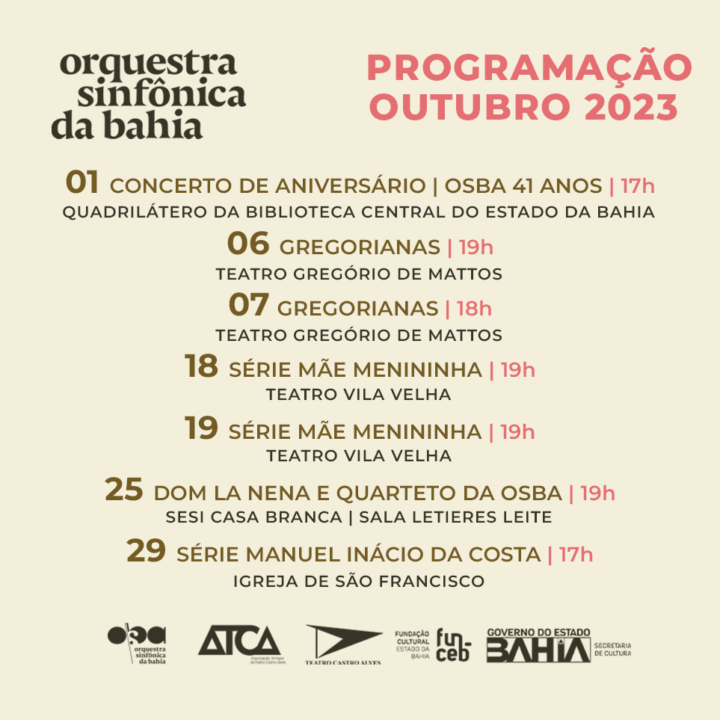 orquestra
sinfônica
da bahia
PROGRAMAÇÃO
OUTUBRO 2023
01 CONCERTO DE ANIVERSÁRIO | OSBA 41 ANOS | 17h
QUADRILÁTERO DA BIBLIOTECA CENTRAL DO ESTADO DA BAHIA
06 GREGORIANAS | 19h
TEATRO GREGÓRIO DE MATTOS
07 GREGORIANAS | 18h
TEATRO GREGÓRIO DE MATTOS
18 SÉRIE MÃE MENININHA | 19h
TEATRO VILA VELHA
19 SÉRIE MÃE MENININHA | 19h
TEATRO VILA VELHA
25 DOM LA NENA E QUARTETO DA OSBA | 19h
SESI CASA BRANCA | SALA LETIERES LEITE
29 SÉRIE MANUEL INÁCIO DA COSTA | 17h
IGREJA DE SÃO FRANCISCO
orquestra
sinfônica
da bahia
ATCA
TEATRO CASTRO ALVES
FUNDAÇÃO
CULTURAL
ESTADO DA
BAHIA
fun
ceb
GOVERNO DO ESTADO
BAHIA
SECRETARIA
DE CULTURA